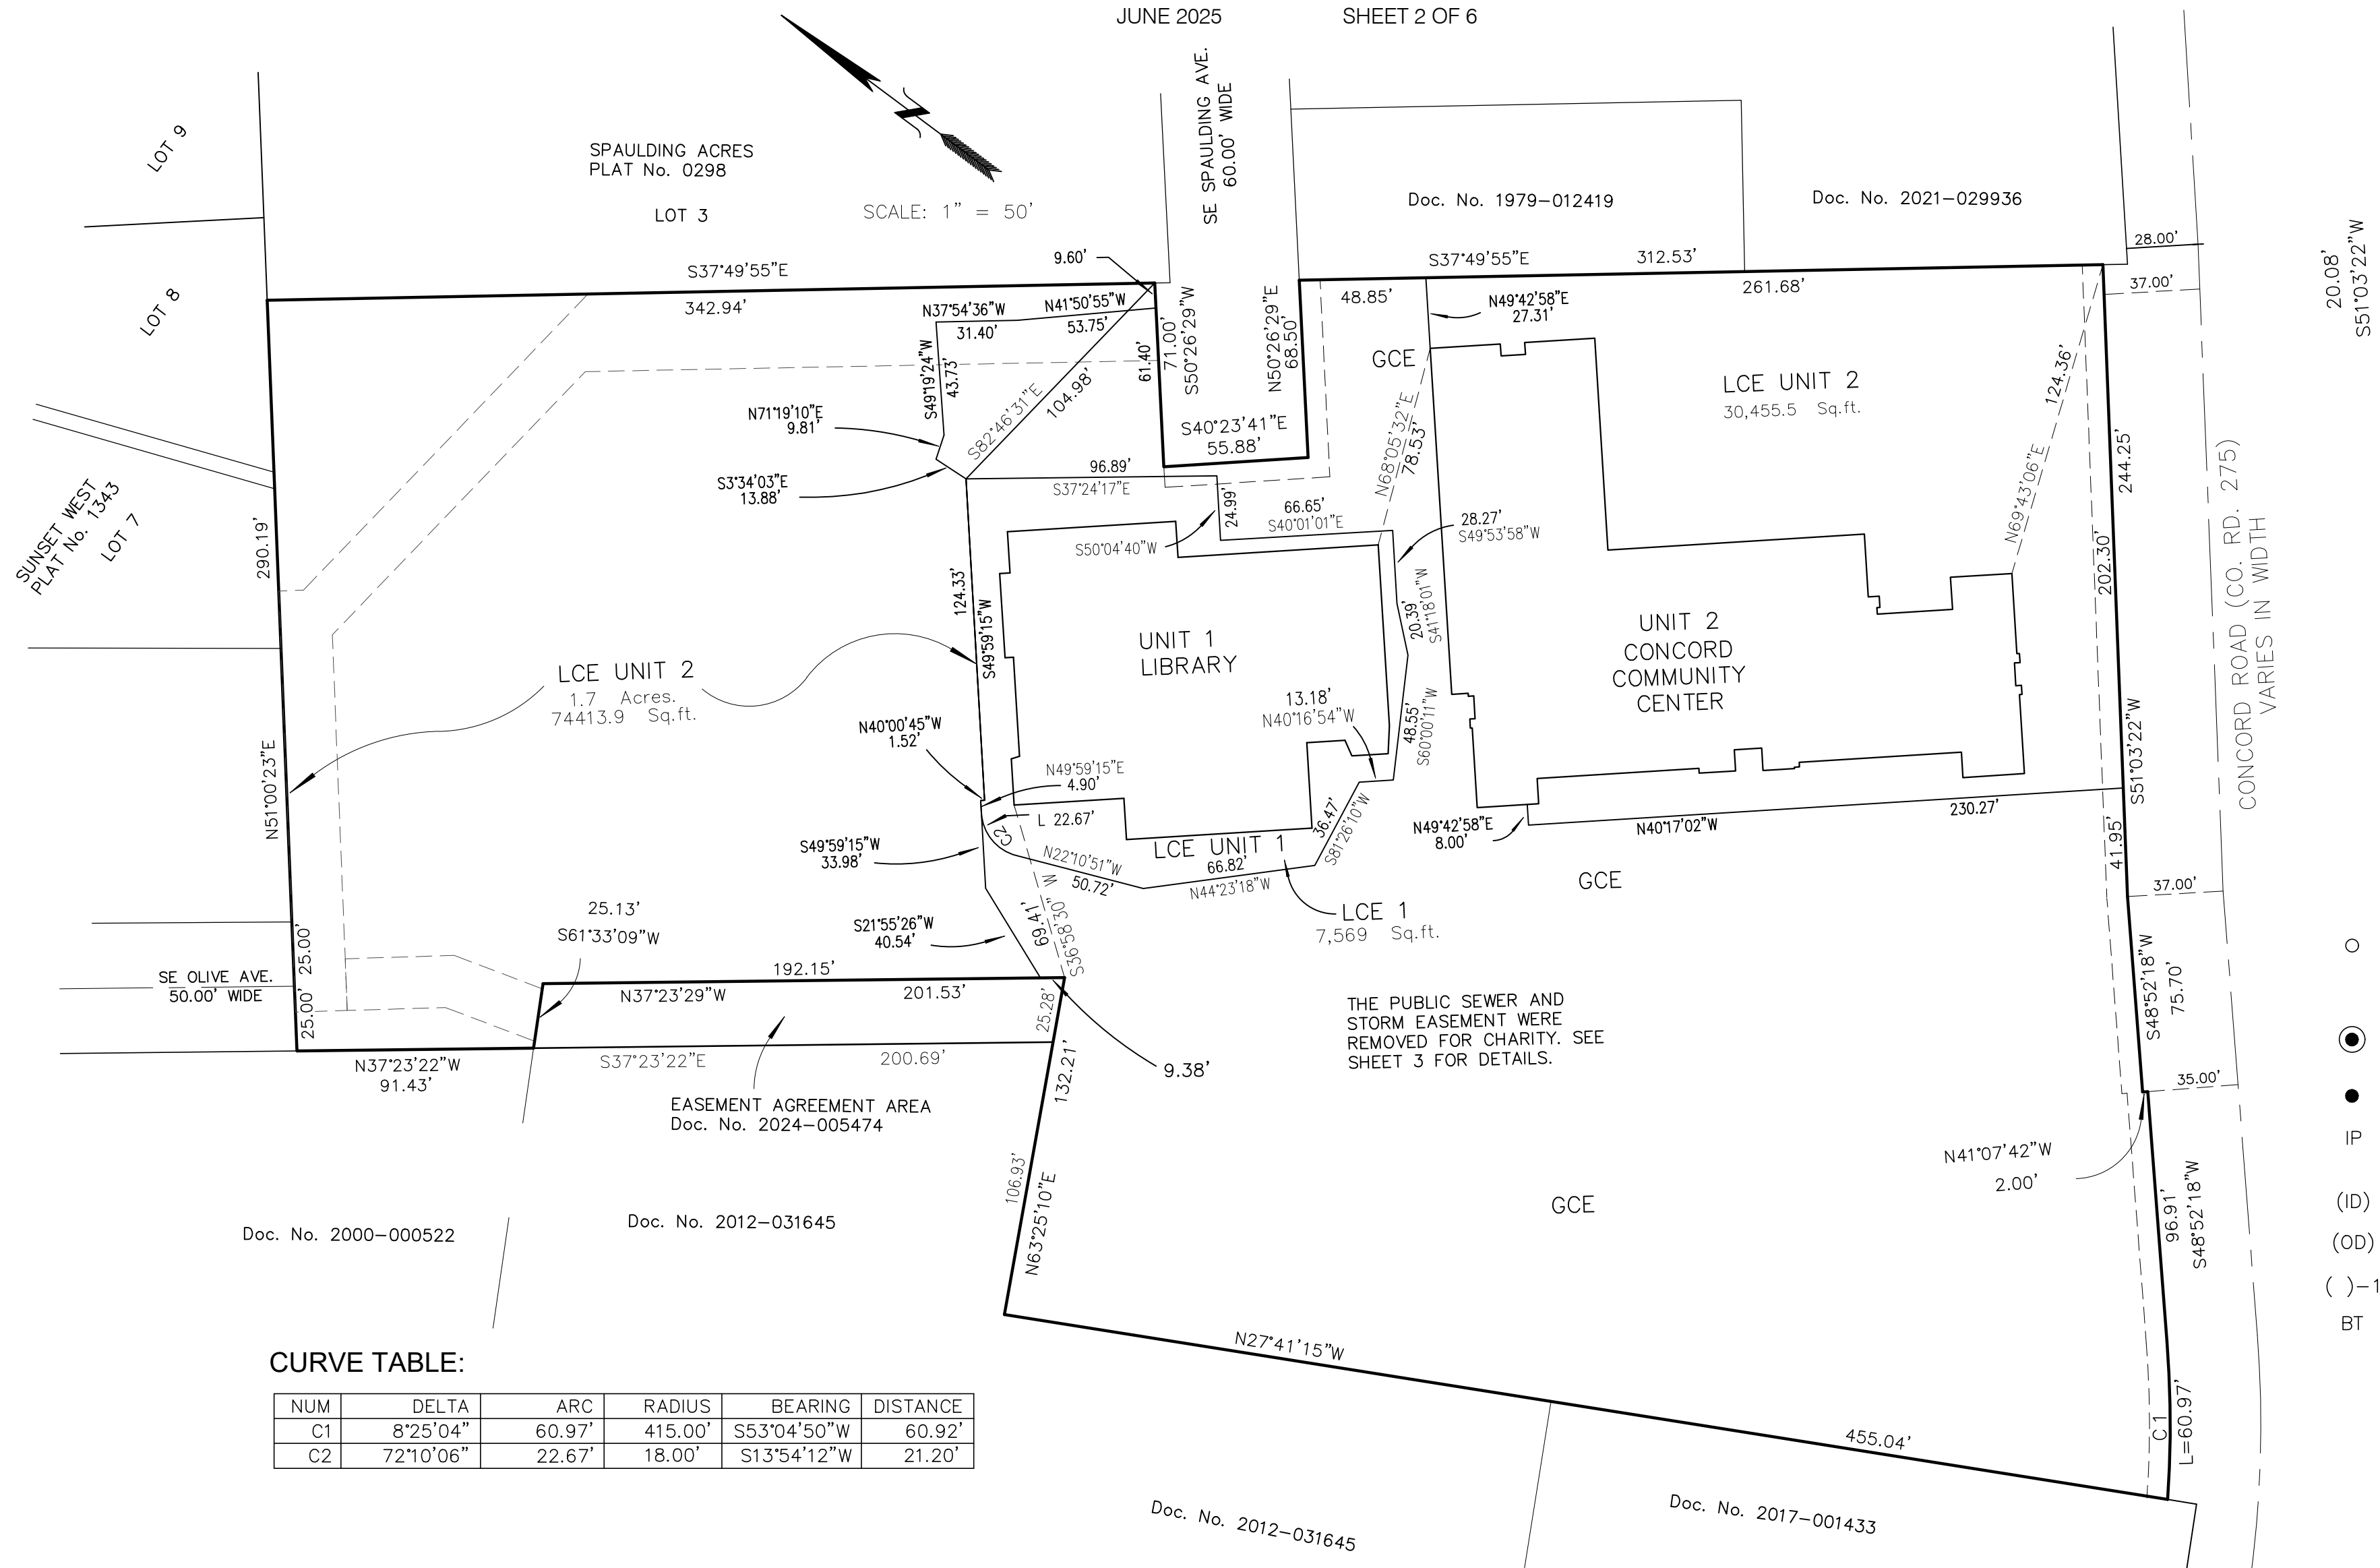 JUNE 2025 SHEET 2 OF 6
LOT 9
SPAULDING ACRES
PLAT No. 0298
LOT 3
SCALE: 1" = 50'
SE SPAULDING AVE.
60.00' WIDE
Doc. No. 1979-012419
Doc. No. 2021-029936
28.00'
37.00'
20.08'
S51°03'22"W
LOT 8
S37°49'55"E
342.94'
9.60'
N37°54'36"W
31.40'
N41°50'55"W
53.75'
S49°19'24"W
43.73'
61.40'
71.00'
S50°26'29"W
N50°26'29"E
68.50'
S40°23'41"E
55.88'
S37°49'55"E 312.53'
48.85'
261.68'
N49°42'58"E
27.31'
GCE
LCE UNIT 2
30,455.5 Sq.ft.
124.36'
N69°43'06"E
244.25'
202.30'
S51°03'22"W
41.95'
CONCORD ROAD (CO. RD. 275)
VARIES IN WIDTH
N71°19'10"E
9.81'
S82°46'31"E
104.98'
S3°34'03"E
13.88'
96.89'
S37°24'17"E
24.99'
S50°04'40"W
66.65'
S40°01'01"E
N68°05'32"E
78.53'
28.27'
S49°53'58"W
20.39'
S41°18'01"W
48.55'
S60°00'11"W
SUNSET WEST
PLAT No. 1343
LOT 7
290.19'
N51°00'23"E
LCE UNIT 2
1.7 Acres.
74413.9 Sq.ft.
124.33'
S49°59'15"W
UNIT 1
LIBRARY
UNIT 2
CONCORD
COMMUNITY
CENTER
13.18'
N40°16'54"W
N40°00'45"W
1.52'
N49°59'15"E
4.90'
L 22.67'
C2
S49°59'15"W
33.98'
N22°10'51"W
50.72'
LCE UNIT 1
66.82'
N44°23'18"W
36.47'
S81°26'10"W
N49°42'58"E
8.00'
N40°17'02"W
230.27'
GCE
37.00'
LCE 1
7,569 Sq.ft.
69.41'
S36°58'30" W
S21°55'26"W
40.54'
25.13'
S61°33'09"W
192.15'
N37°23'29"W
201.53'
25.28'
SE OLIVE AVE.
50.00' WIDE
25.00'
25.00'
N37°23'22"W
91.43'
S37°23'22"E
200.69'
132.21'
9.38'
EASEMENT AGREEMENT AREA
Doc. No. 2024-005474
THE PUBLIC SEWER AND
STORM EASEMENT WERE
REMOVED FOR CHARITY. SEE
SHEET 3 FOR DETAILS.
S48°52'18"W
75.70'
35.00'
N41°07'42"W
2.00'
96.91'
S48°52'18"W
IP
(ID)
(OD)
( )-1
BT
106.93'
N63°25'10"E
GCE
Doc. No. 2000-000522
Doc. No. 2012-031645
N27°41'15"W
455.04'
C1
L=60.97'
CURVE TABLE:
NUM DELTA ARC RADIUS BEARING DISTANCE
C1 8°25'04" 60.97' 415.00' S53°04'50"W 60.92'
C2 72°10'06" 22.67' 18.00' S13°54'12"W 21.20'
Doc. No. 2012-031645
Doc. No. 2017-001433